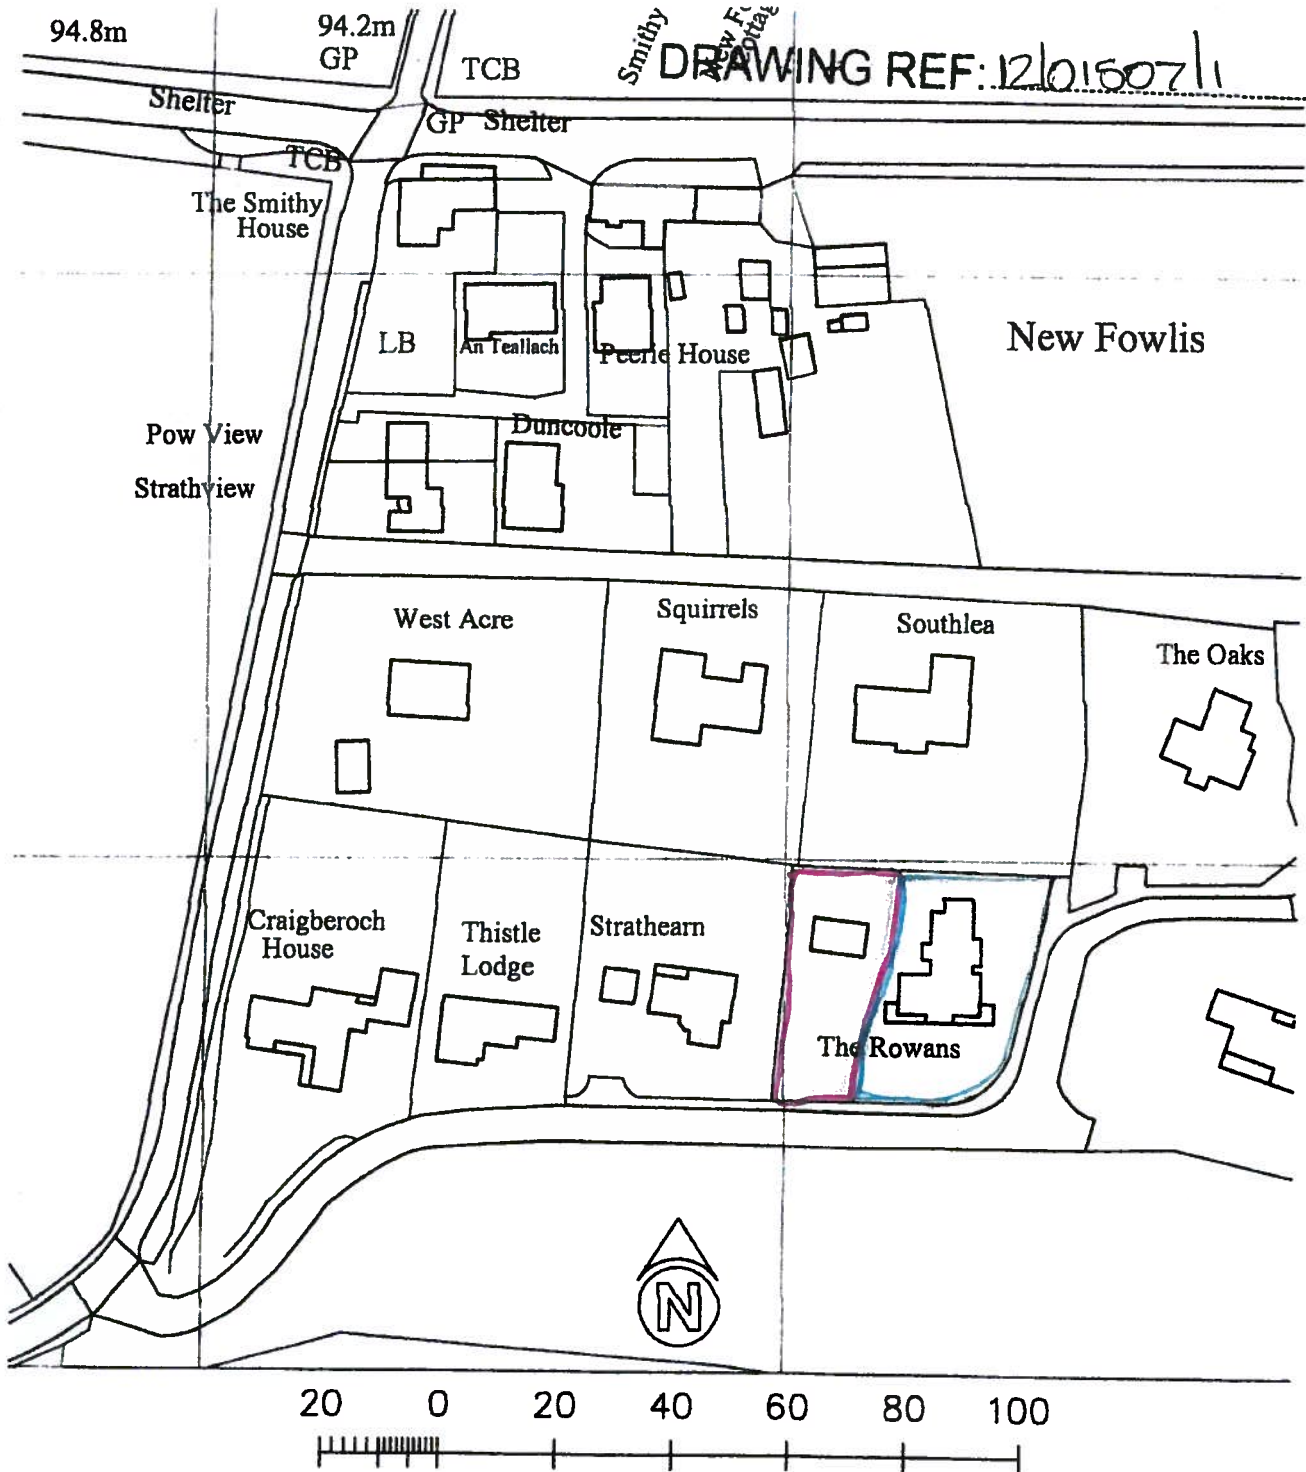 94.8m
94.2m
GP
TCB
Smithy
DRAWING REF: 12/01507/1
Shelter
GP Shelter
TCB
The Smithy
House
LB
An Teallach
Peerie House
New Fowlis
Pow View
Duncoole
Strathview
West Acre
Squirrels
Southlea
The Oaks
Craigberoch
House
Thistle
Lodge
Strathearn
The Rowans
N
20 0 20 40 60 80 100